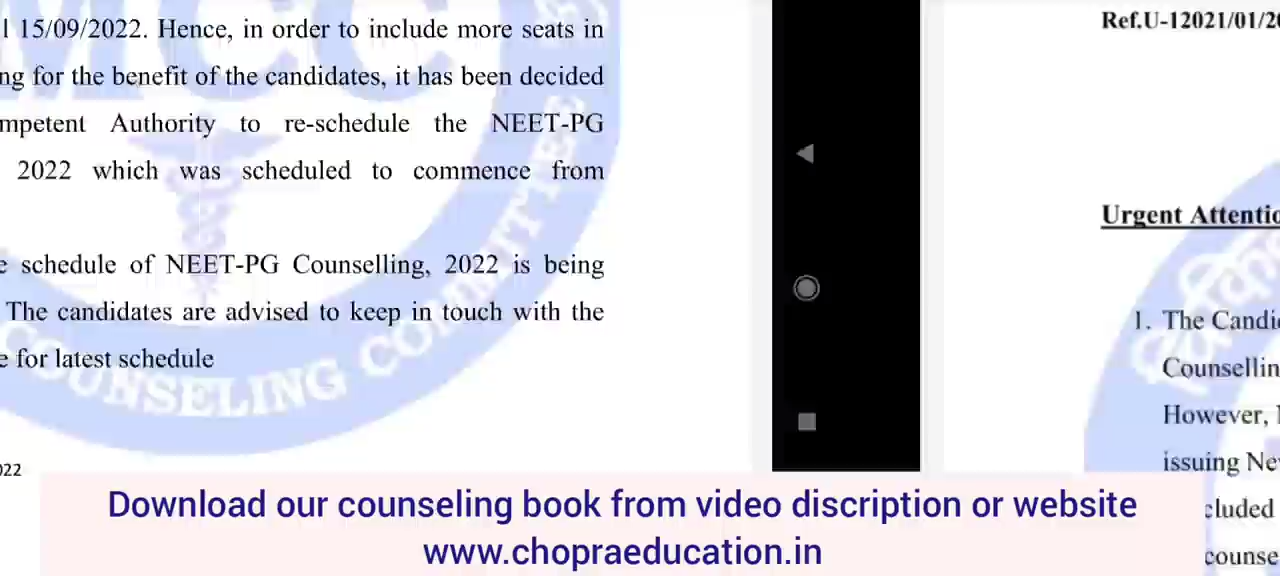 l 15/09/2022. Hence, in order to include more seats in
ng for the benefit of the candidates, it has been decided
mpetent Authority to re-schedule the NEET-PG
2022 which was scheduled to commence from
e schedule of NEET-PG Counselling, 2022 is being
The candidates are advised to keep in touch with the
e for latest schedule
022
COUNSELING COMMITTEE
Ref.U-12021/01/20
Urgent Attentio
1. The Candi
Counsellin
However,
issuing Ne
cluded
counse
Download our counseling book from video discription or website
www.chopraeducation.in